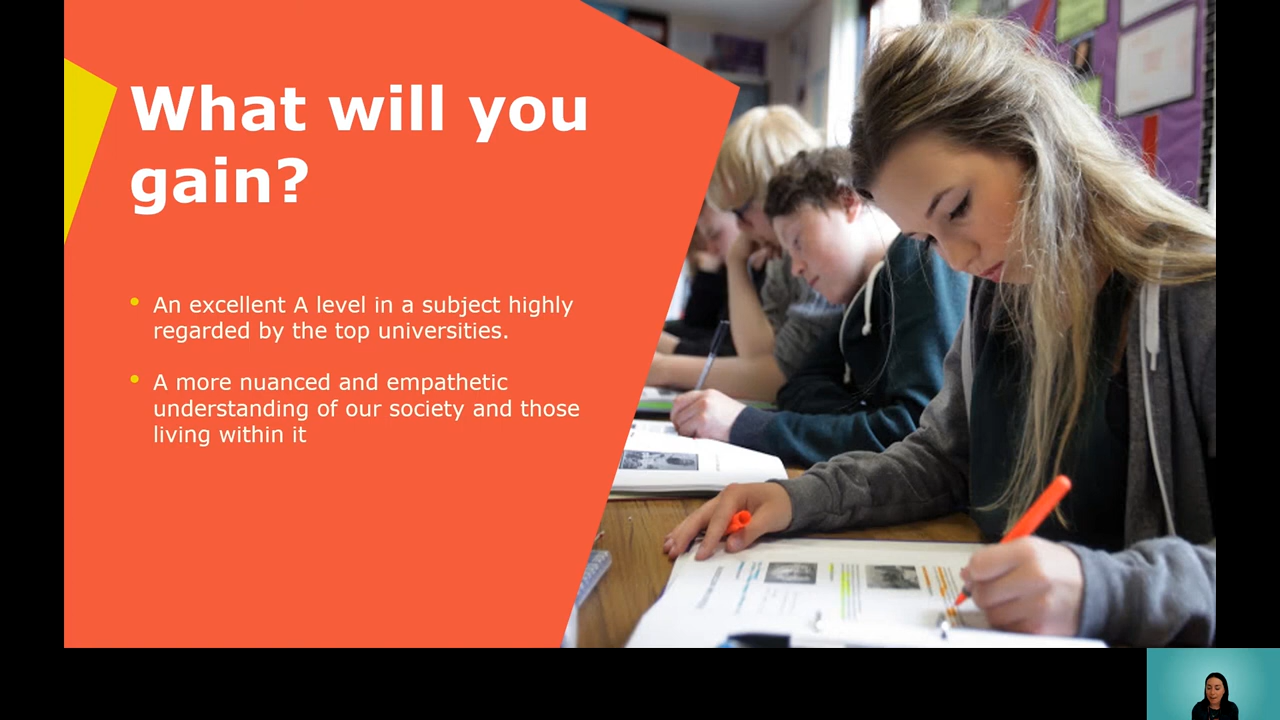 What will you
gain?
An excellent A level in a subject highly
regarded by the top universities.
A more nuanced and empathetic
understanding of our society and those
living within it